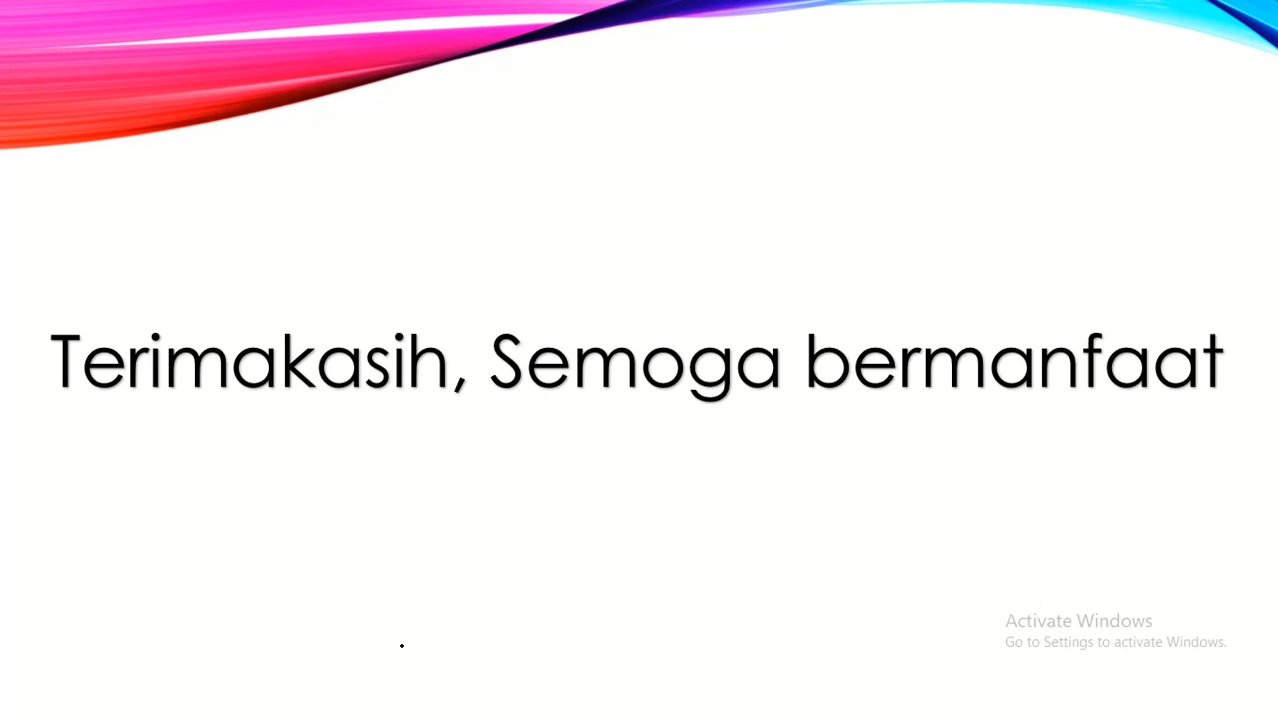 Terimakasih, Semoga bermanfaat
Activate Windows
Go to Settings to activate Windows.